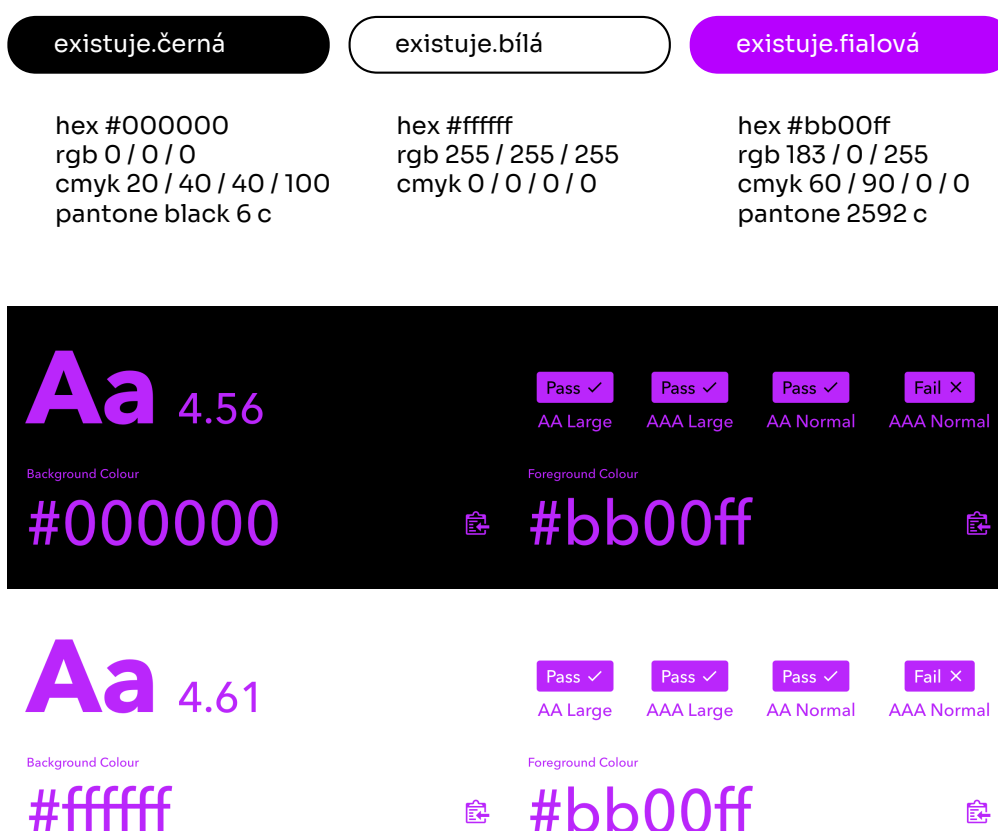 existuje.černá
existuje.bílá
existuje.fialová
hex #000000
rgb 0 / 0 / 0
cmyk 20 / 40 / 40 / 100
pantone black 6 c
hex #ffffff
rgb 255 / 255 / 255
cmyk 0 / 0 / 0 / 0
hex #bb00ff
rgb 183 / 0 / 255
cmyk 60 / 90 / 0 / 0
pantone 2592 c
Aa 4.56
Pass ✓ Pass ✓ Pass ✓ Fail ✕
AA Large AAA Large AA Normal AAA Normal
Background Colour
#000000
Foreground Colour
#bb00ff
Aa 4.61
Pass ✓ Pass ✓ Pass ✓ Fail ✕
AA Large AAA Large AA Normal AAA Normal
Background Colour
#ffffff
Foreground Colour
#bb00ff